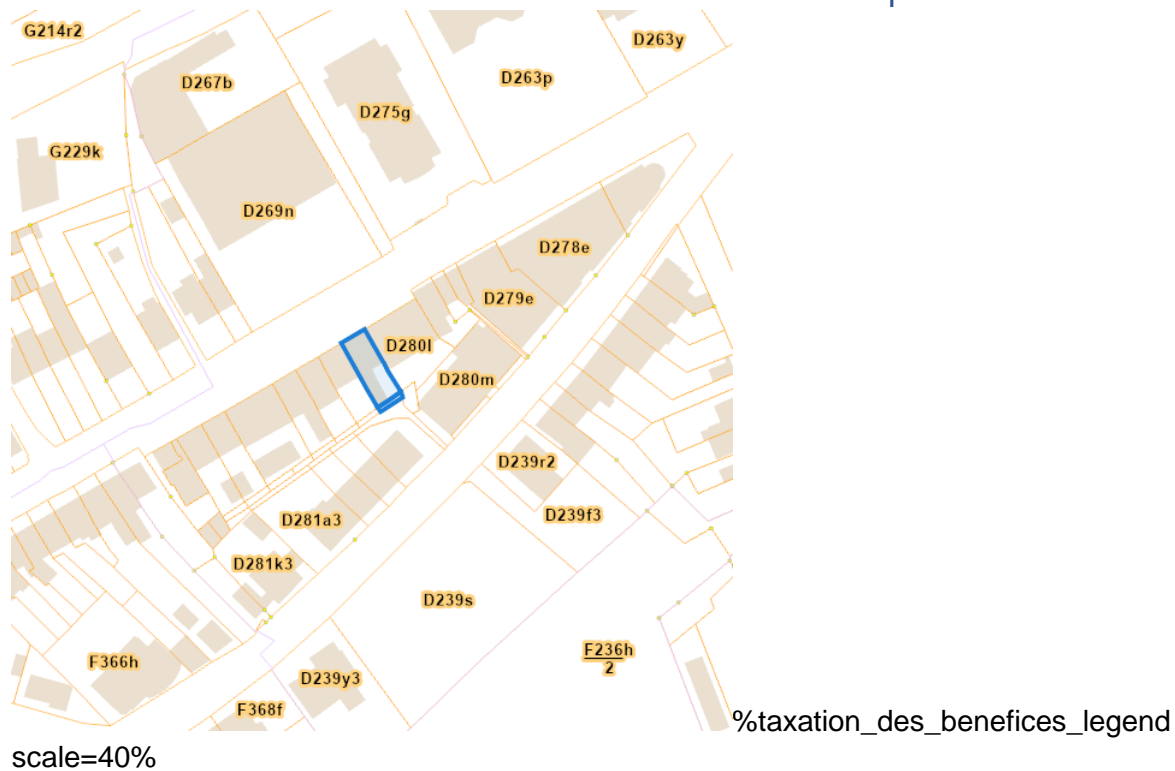 G214r2
D263y
D267b
D263p
D275g
G229k
D269n
D278e
D279e
D280l
D280m
D239r2
D281a3
D239f3
D281k3
D239s
F236h
2
F366h
D239y3
F368f
%taxation_des_benefices_legend
scale=40%